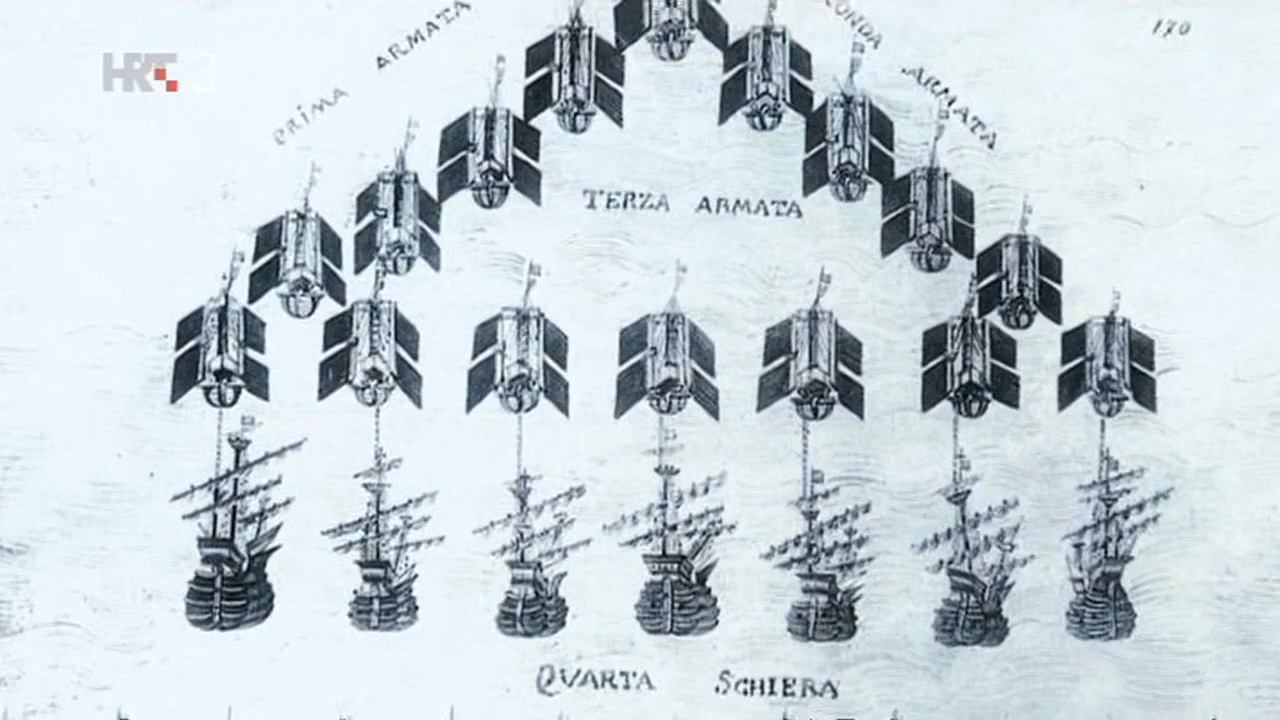 HRT 3
170
PRIMA ARMATA
ARMATA
TERZA ARMATA
QVARTA SCHIERA